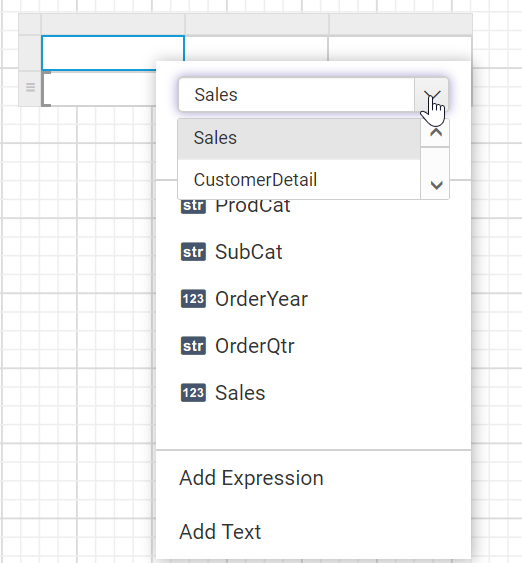 Sales
Sales
CustomerDetail
str ProdCat
str SubCat
123 OrderYear
str OrderQtr
123 Sales
Add Expression
Add Text